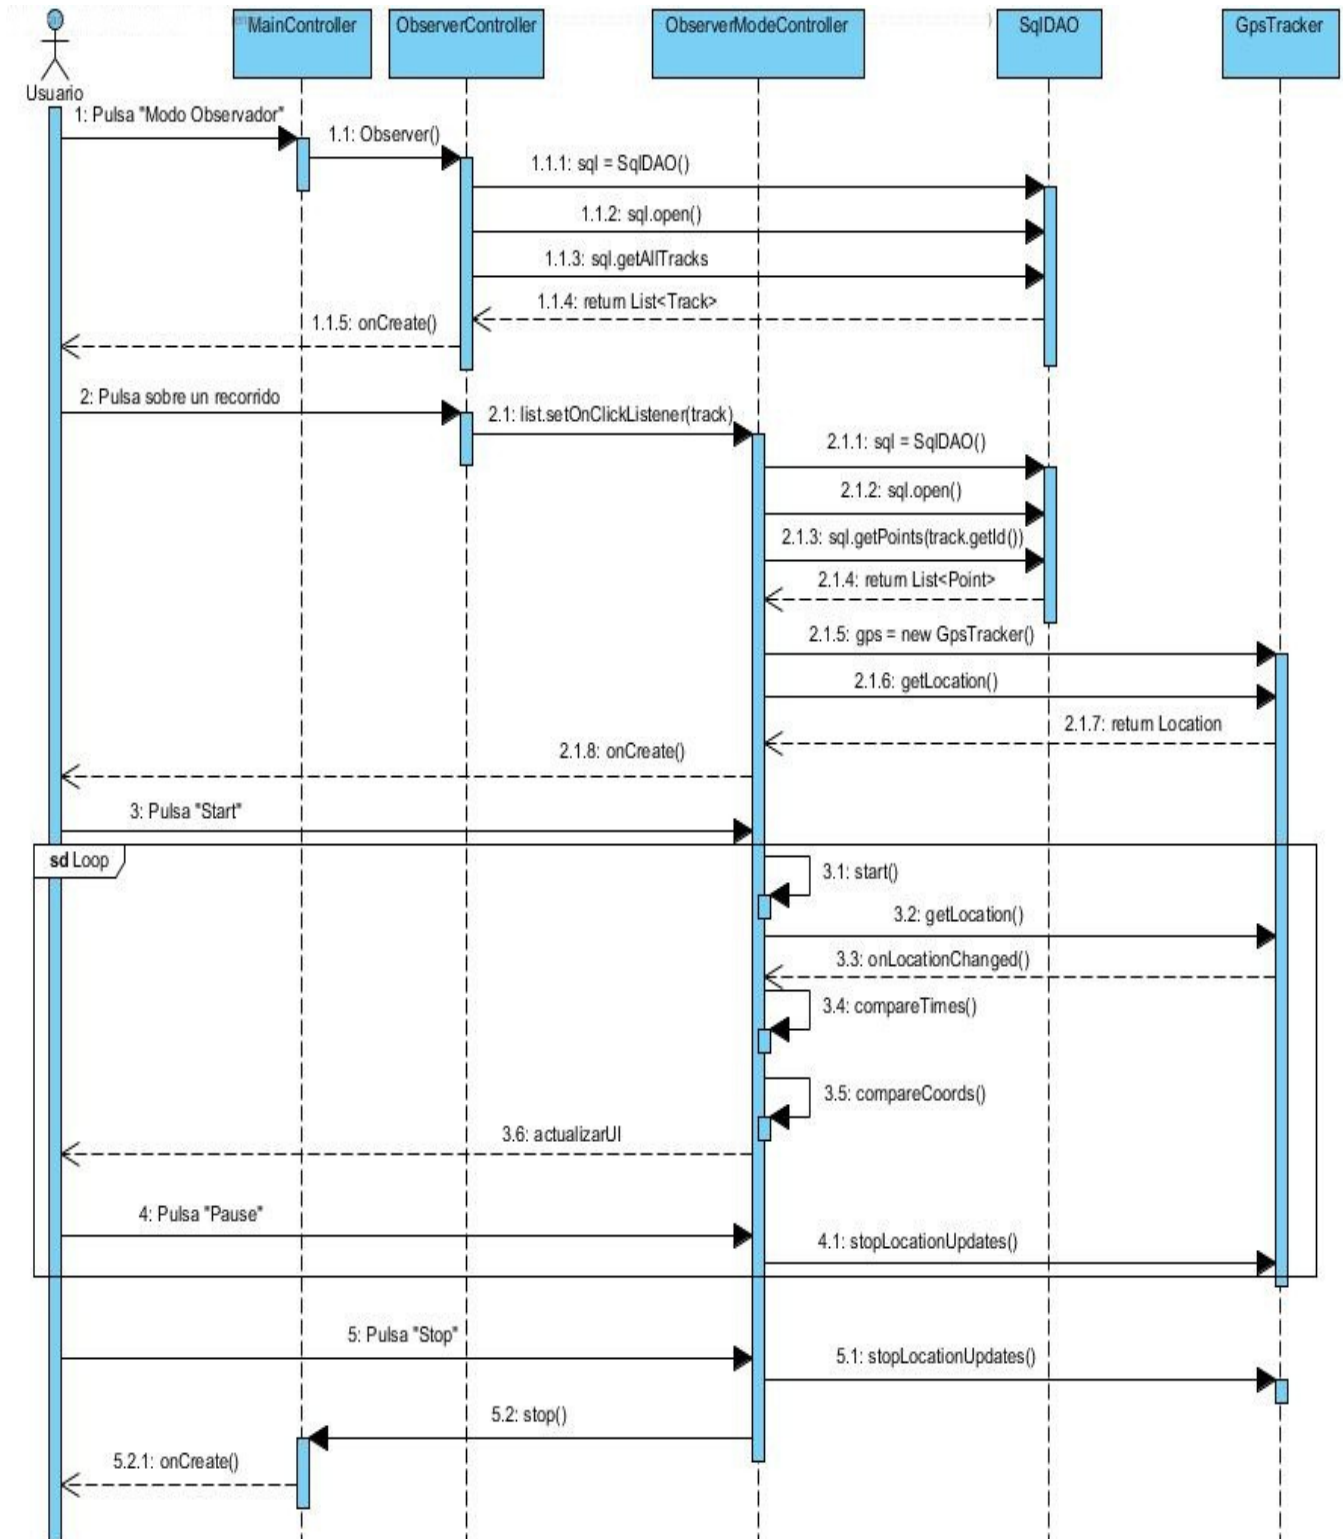 MainController
ObserverController
ObserverModeController
SqlDAO
GpsTracker
Usuario
1: Pulsa "Modo Observador"
1.1: Observer()
1.1.1: sql = SqlDAO()
1.1.2: sql.open()
1.1.3: sql.getAllTracks
1.1.4: return List<Track>
1.1.5: onCreate()
2: Pulsa sobre un recorrido
2.1: list.setOnClickListener(track)
2.1.1: sql = SqlDAO()
2.1.2: sql.open()
2.1.3: sql.getPoints(track.getId())
2.1.4: return List<Point>
2.1.5: gps = new GpsTracker()
2.1.6: getLocation()
2.1.7: return Location
2.1.8: onCreate()
3: Pulsa "Start"
sd Loop
3.1: start()
3.2: getLocation()
3.3: onLocationChanged()
3.4: compareTimes()
3.5: compareCoords()
3.6: actualizarUI
4: Pulsa "Pause"
4.1: stopLocationUpdates()
5: Pulsa "Stop"
5.1: stopLocationUpdates()
5.2: stop()
5.2.1: onCreate()